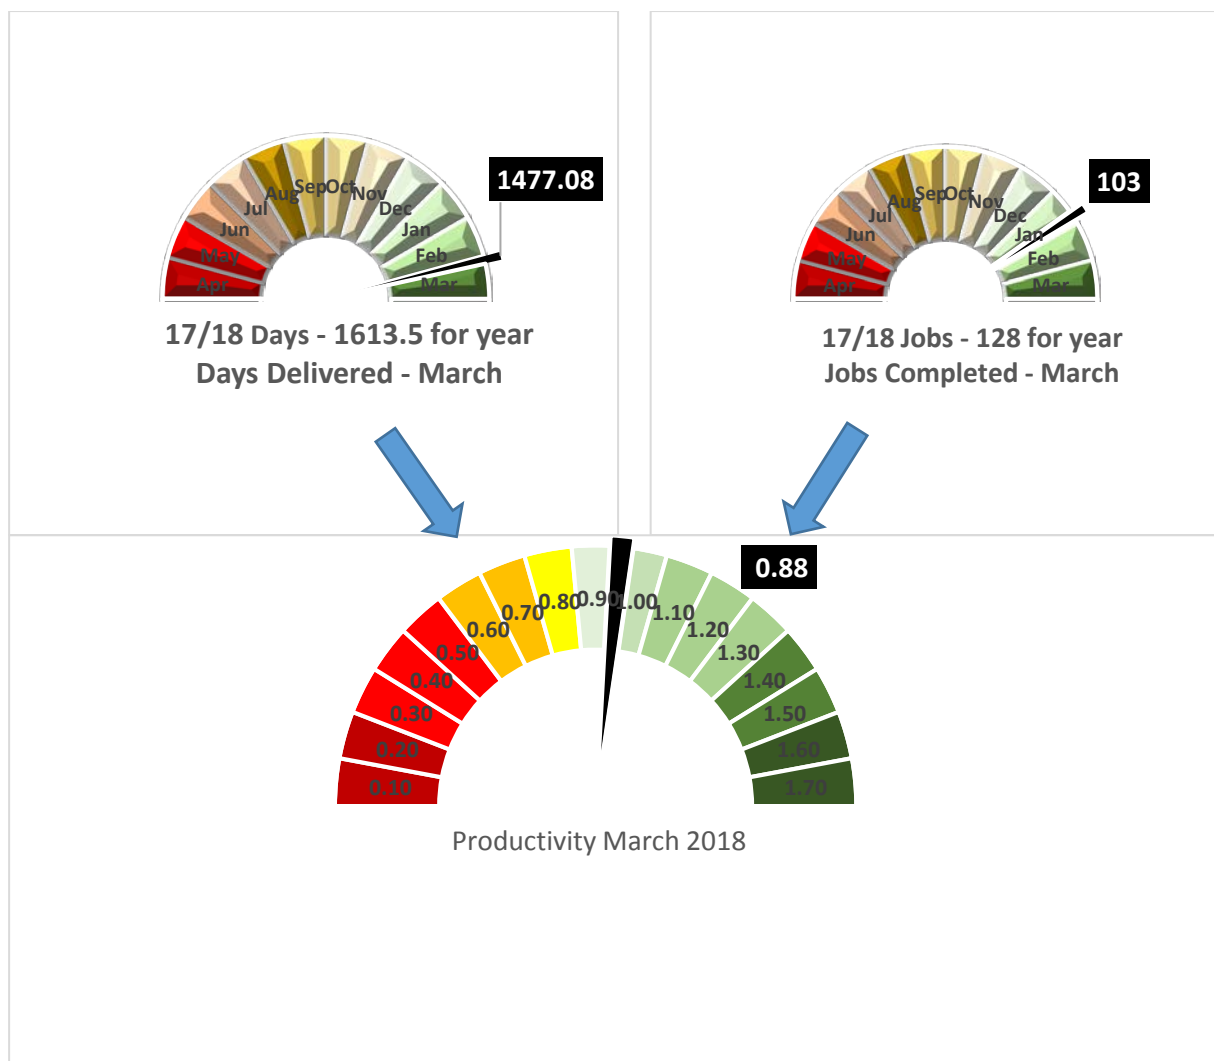 1477.08
Apr
May
Jun
Jul
Aug
Sep
Oct
Nov
Dec
Jan
Feb
Mar
17/18 Days - 1613.5 for year
Days Delivered - March
103
Apr
May
Jun
Jul
Aug
Sep
Oct
Nov
Dec
Jan
Feb
Mar
17/18 Jobs - 128 for year
Jobs Completed - March
0.88
0.10
0.20
0.30
0.40
0.50
0.60
0.70
0.80
0.90
1.00
1.10
1.20
1.30
1.40
1.50
1.60
1.70
Productivity March 2018